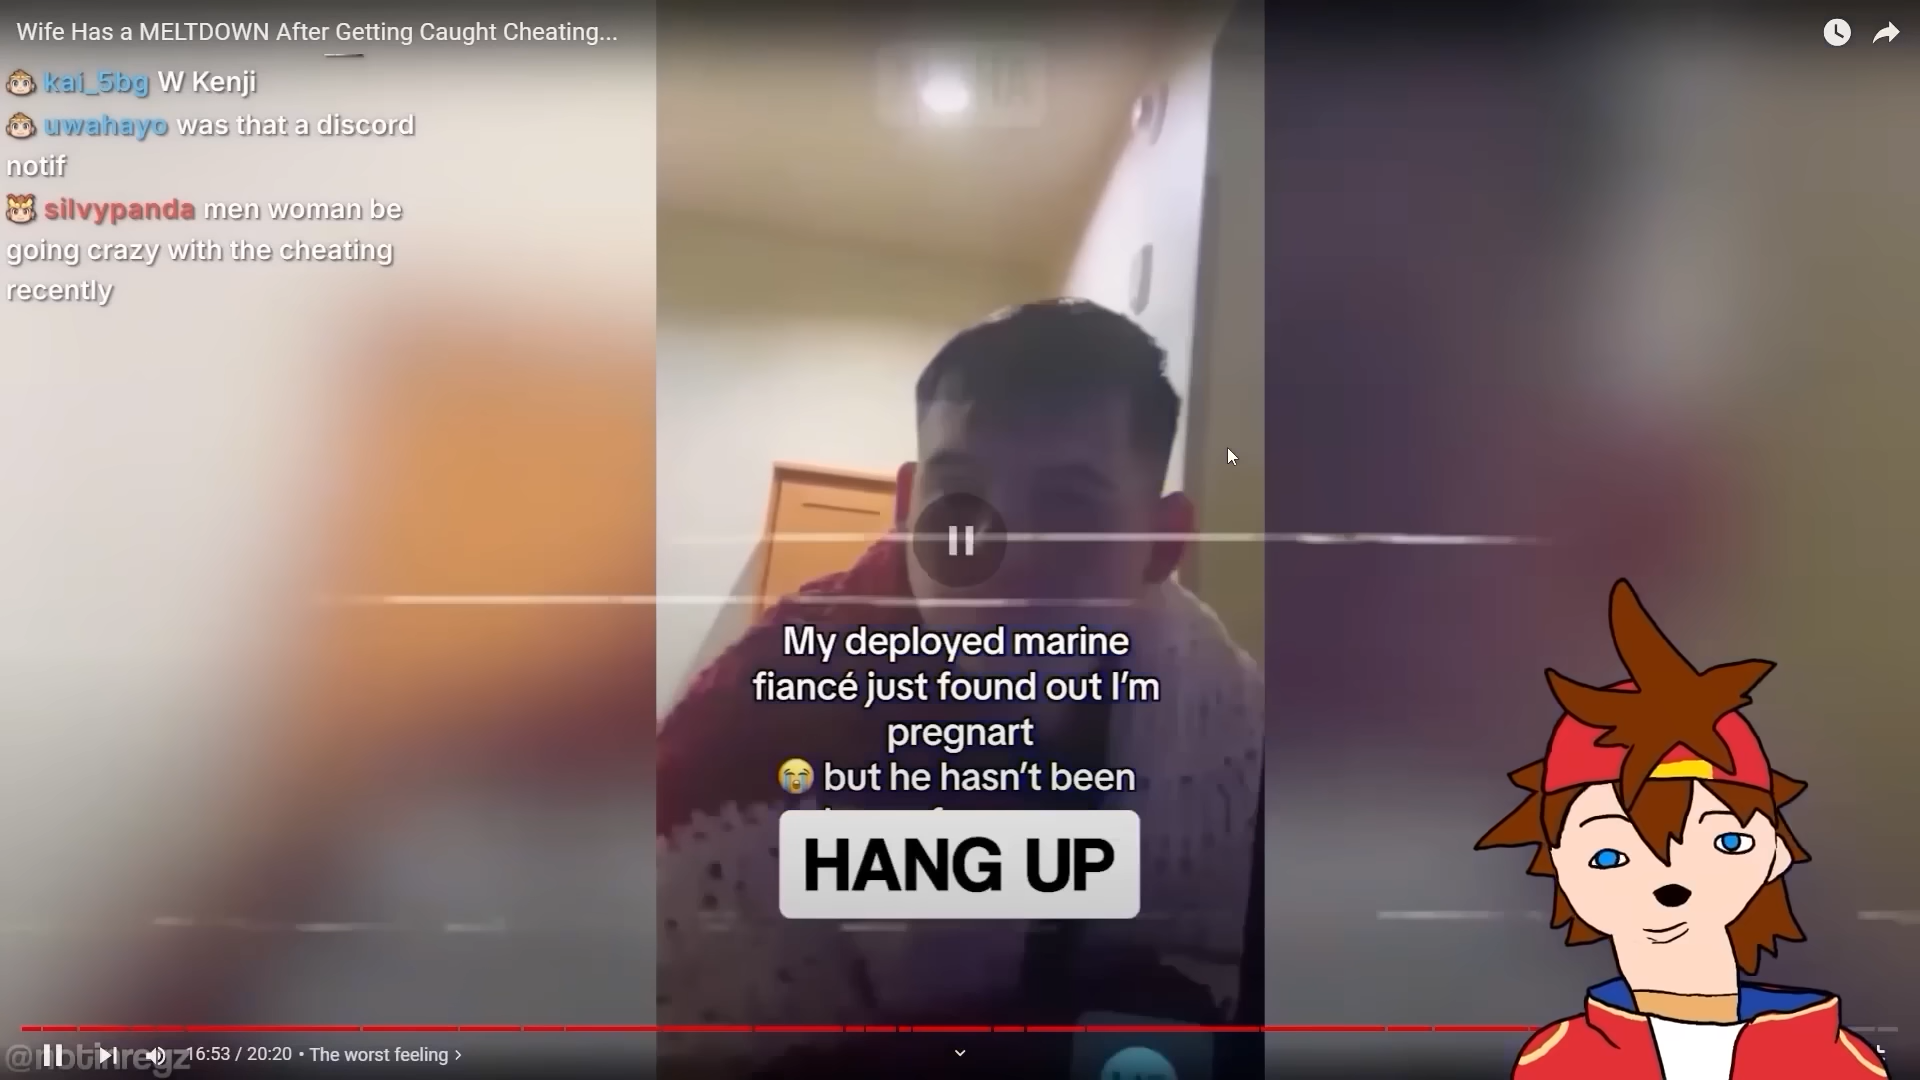 Wife Has a MELTDOWN After Getting Caught Cheating...
kai_5bg W Kenji
uwahayo was that a discord
notif
silvypanda men woman be
going crazy with the cheating
recently
My deployed marine
fiancé just found out I'm
pregnart
😭 but he hasn't been
HANG UP
@notinregz
16:53 / 20:20 • The worst feeling ›